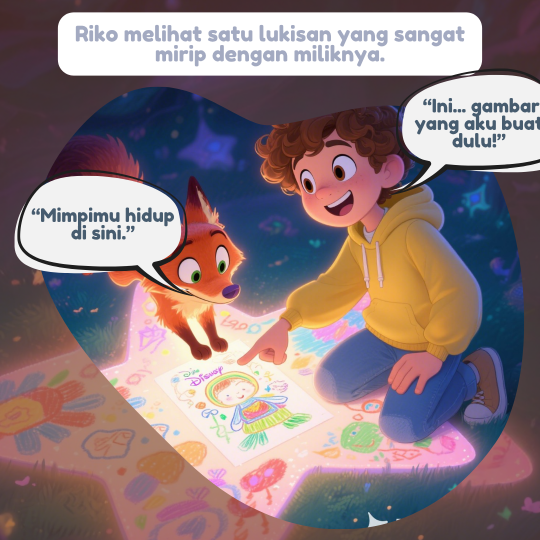 Riko melihat satu lukisan yang sangat
mirip dengan miliknya.
“Ini... gambar
yang aku buat
dulu!”
“Mimpimu hidup
di sini.”